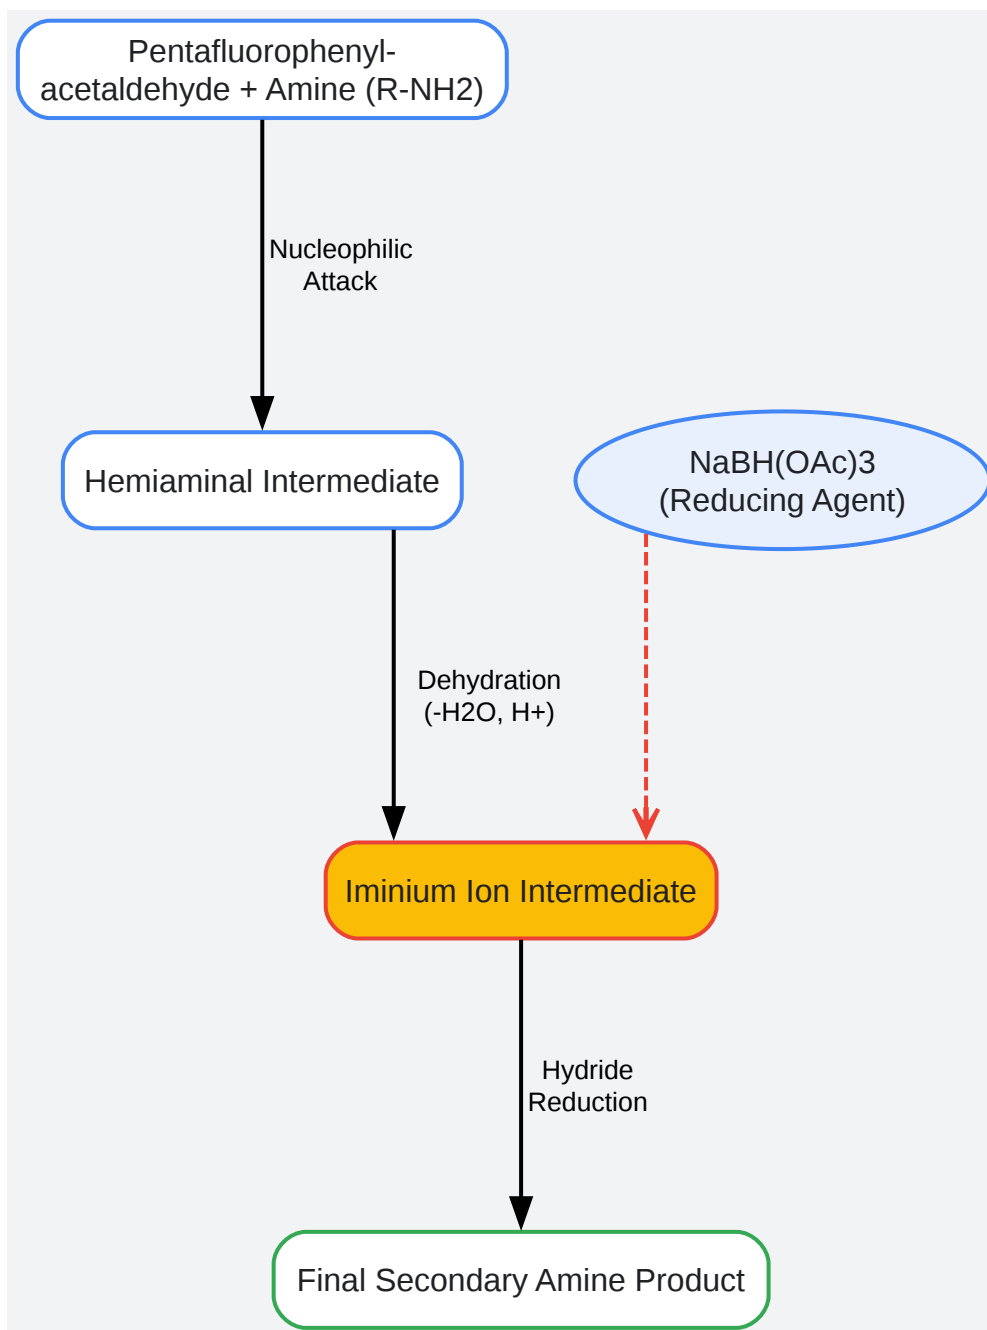 Pentafluorophenyl-
acetaldehyde + Amine (R-NH2)
Nucleophilic
Attack
Hemiaminal Intermediate
NaBH(OAc)3
(Reducing Agent)
Dehydration
(-H2O, H+)
Iminium Ion Intermediate
Hydride
Reduction
Final Secondary Amine Product